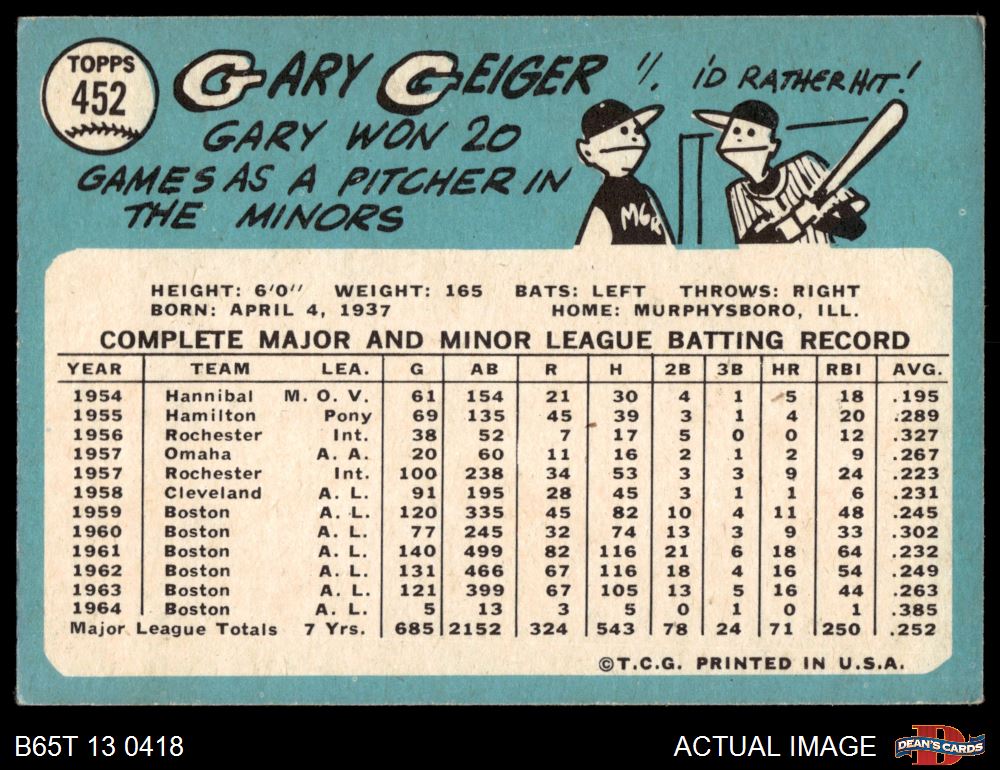 TOPPS
452
GARY GEIGER
I'D RATHER HIT!
GARY WON 20
GAMES AS A PITCHER IN
THE MINORS
MGR
HEIGHT: 6'0" WEIGHT: 165 BATS: LEFT THROWS: RIGHT
BORN: APRIL 4, 1937 HOME: MURPHYSBORO, ILL.
COMPLETE MAJOR AND MINOR LEAGUE BATTING RECORD
YEAR TEAM LEA. G AB R H 2B 3B HR RBI AVG.
1954 Hannibal M. O. V. 61 154 21 30 4 1 5 18 .195
1955 Hamilton Pony 69 135 45 39 3 1 4 20 .289
1956 Rochester Int. 38 52 7 17 5 0 0 12 .327
1957 Omaha A. A. 20 60 11 16 2 1 2 9 .267
1957 Rochester Int. 100 238 34 53 3 3 9 24 .223
1958 Cleveland A. L. 91 195 28 45 3 1 1 6 .231
1959 Boston A. L. 120 335 45 82 10 4 11 48 .245
1960 Boston A. L. 77 245 32 74 13 3 9 33 .302
1961 Boston A. L. 140 499 82 116 21 6 18 64 .232
1962 Boston A. L. 131 466 67 116 18 4 16 54 .249
1963 Boston A. L. 121 399 67 105 13 5 16 44 .263
1964 Boston A. L. 5 13 3 5 0 1 0 1 .385
Major League Totals 7 Yrs. 685 2152 324 543 78 24 71 250 .252
©T.C.G. PRINTED IN U.S.A.
B65T 13 0418
ACTUAL IMAGE
DEAN'S CARDS